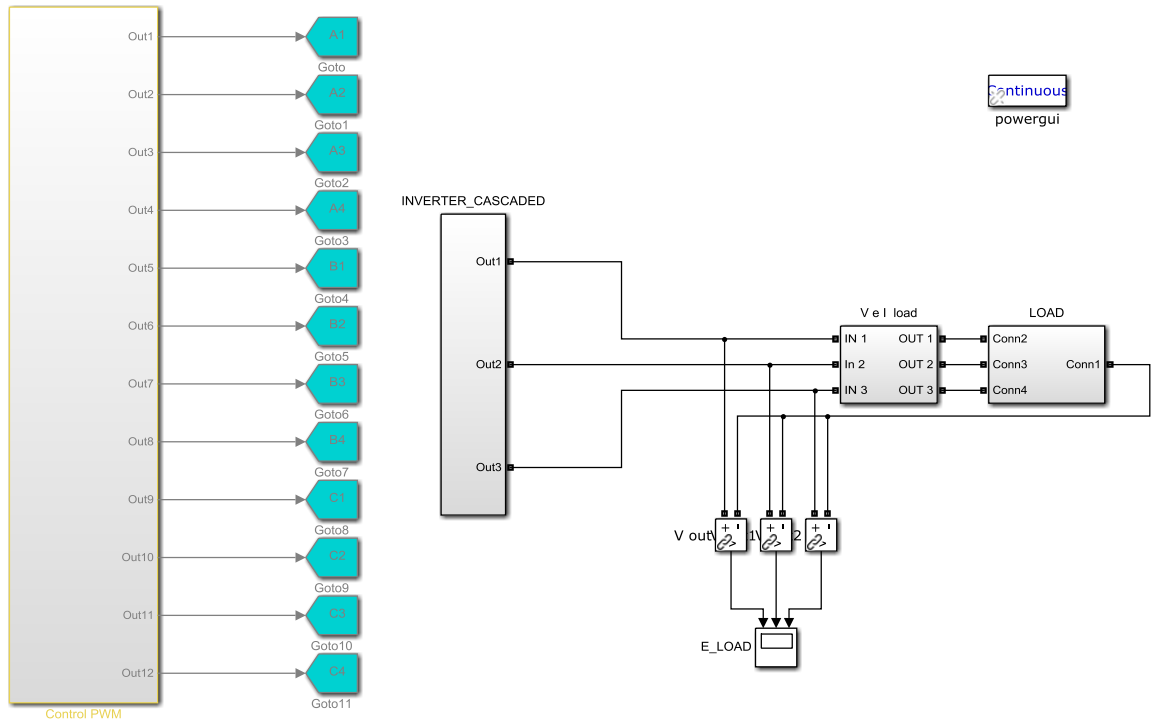 Out1
A1
Goto
Out2
A2
Goto1
Out3
A3
Goto2
Out4
A4
Goto3
Out5
B1
Goto4
Out6
B2
Goto5
Out7
B3
Goto6
Out8
B4
Goto7
Out9
C1
Goto8
Out10
C2
Goto9
Out11
C3
Goto10
Out12
C4
Goto11
Control PWM
INVERTER_CASCADED
Out1
Out2
Out3
Continuous
powergui
V e I load
IN 1
In 2
IN 3
OUT 1
OUT 2
OUT 3
LOAD
Conn2
Conn3
Conn4
Conn1
V out
+ -
+ -
+ -
2
E_LOAD